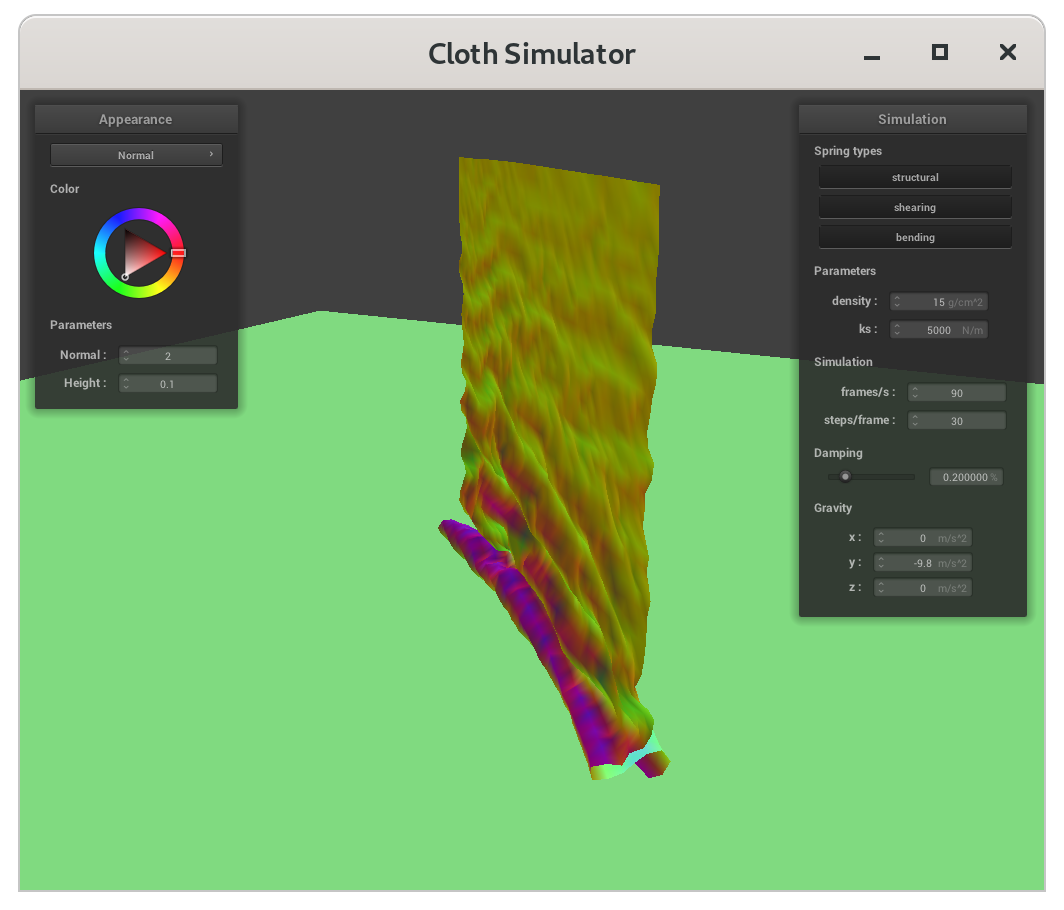 Cloth Simulator
Appearance
Normal
Color
Parameters
Normal : 2
Height : 0.1
Simulation
Spring types
structural
shearing
bending
Parameters
density : 15 g/cm^2
ks : 5000 N/m
Simulation
frames/s : 90
steps/frame : 30
Damping
0.200000 %
Gravity
x : 0 m/s^2
y : -9.8 m/s^2
z : 0 m/s^2